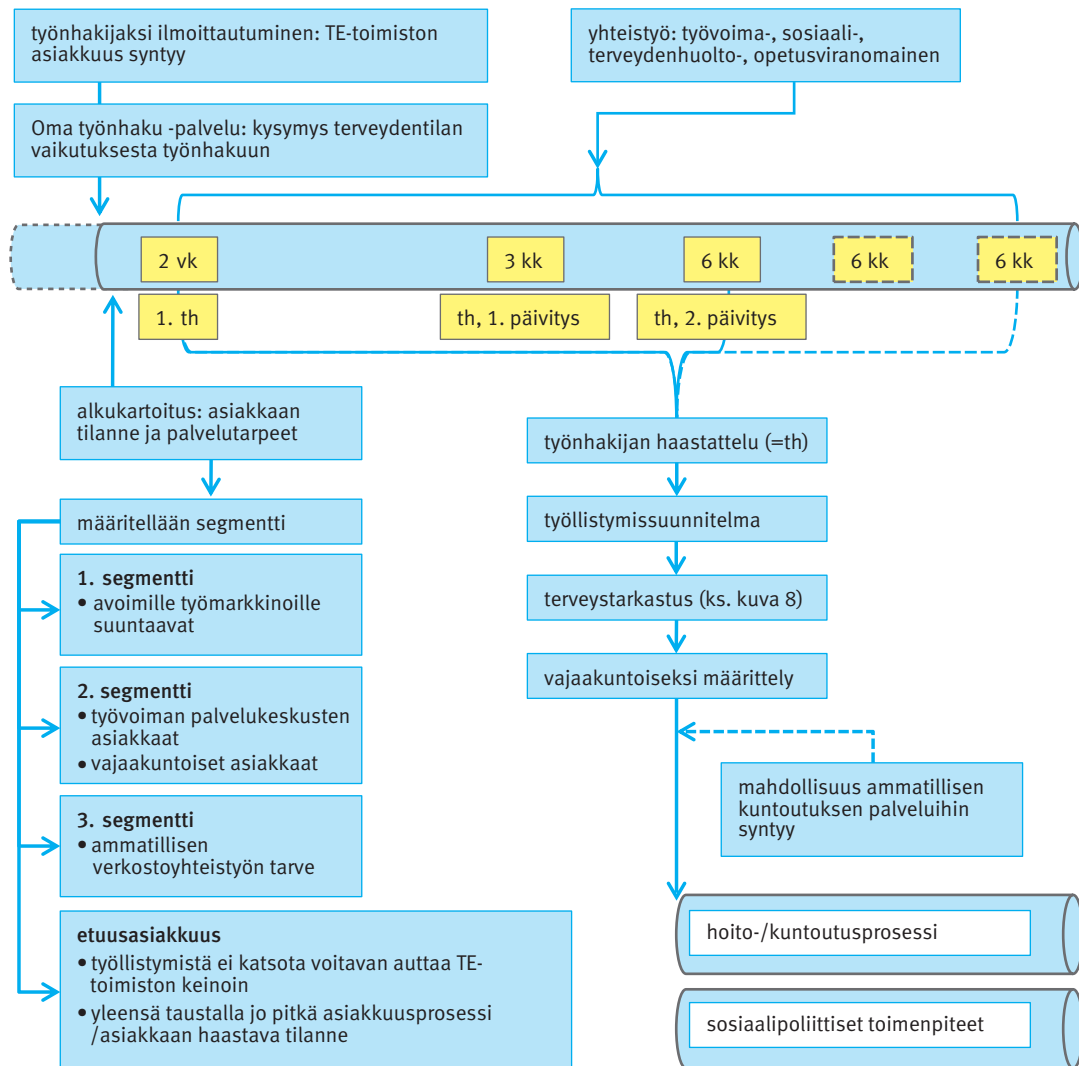 työnhakijaksi ilmoittautuminen: TE-toimiston
asiakkuus syntyy
yhteistyö: työvoima-, sosiaali-,
terveydenhuolto-, opetusviranomainen
Oma työnhaku -palvelu: kysymys terveydentilan
vaikutuksesta työnhakuun
2 vk
3 kk
6 kk
6 kk
6 kk
1. th
th, 1. päivitys
th, 2. päivitys
alkukartoitus: asiakkaan
tilanne ja palvelutarpeet
määritellään segmentti
1. segmentti
• avoimille työmarkkinoille
suuntaavat
2. segmentti
• työvoiman palvelukeskusten
asiakkaat
• vajaakuntoiset asiakkaat
3. segmentti
• ammatillisen
verkostoyhteistyön tarve
etuusasiakkuus
• työllistymistä ei katsota voitavan auttaa TE-
toimiston keinoin
• yleensä taustalla jo pitkä asiakkuusprosessi
/asiakkaan haastava tilanne
työnhakijan haastattelu (=th)
työllistymissuunnitelma
terveystarkastus (ks. kuva 8)
vajaakuntoiseksi määrittely
mahdollisuus ammatillisen
kuntoutuksen palveluihin
syntyy
hoito-/kuntoutusprosessi
sosiaalipoliittiset toimenpiteet